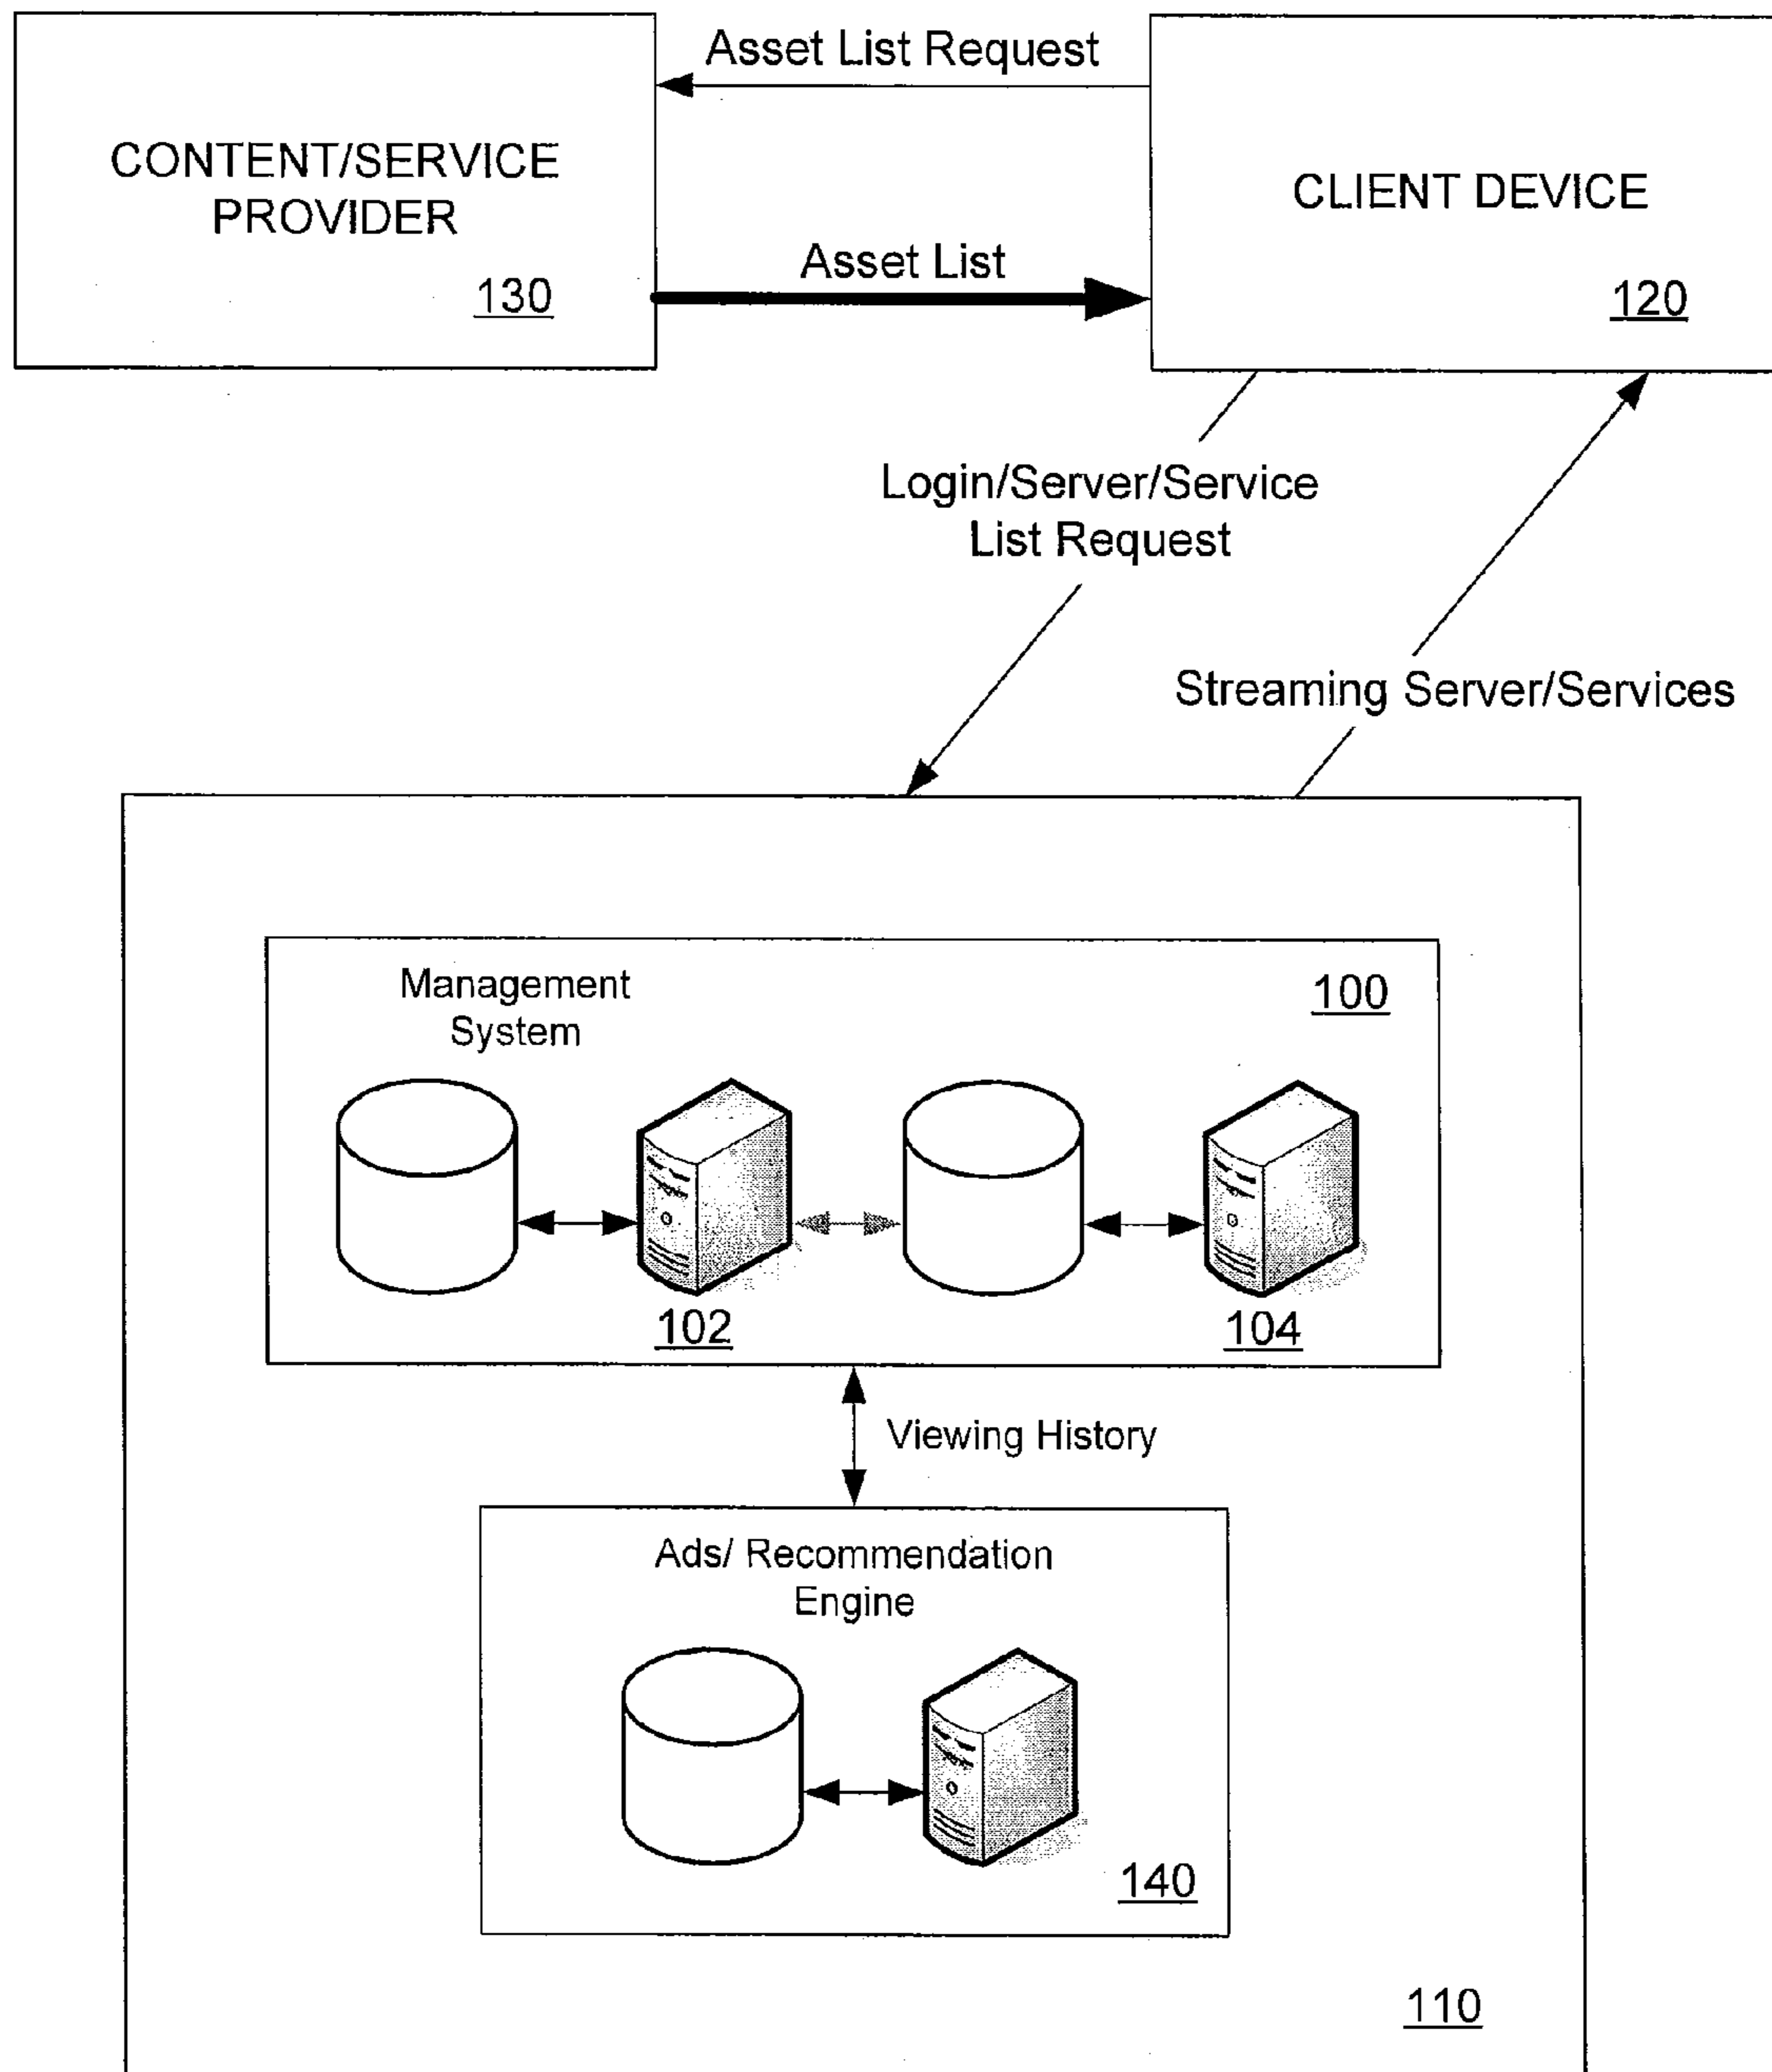 Asset List Request
CONTENT/SERVICE
PROVIDER
130
CLIENT DEVICE
120
Asset List
Login/Server/Service
List Request
Streaming Server/Services
Management
System
100
102
104
Viewing History
Ads/ Recommendation
Engine
140
110